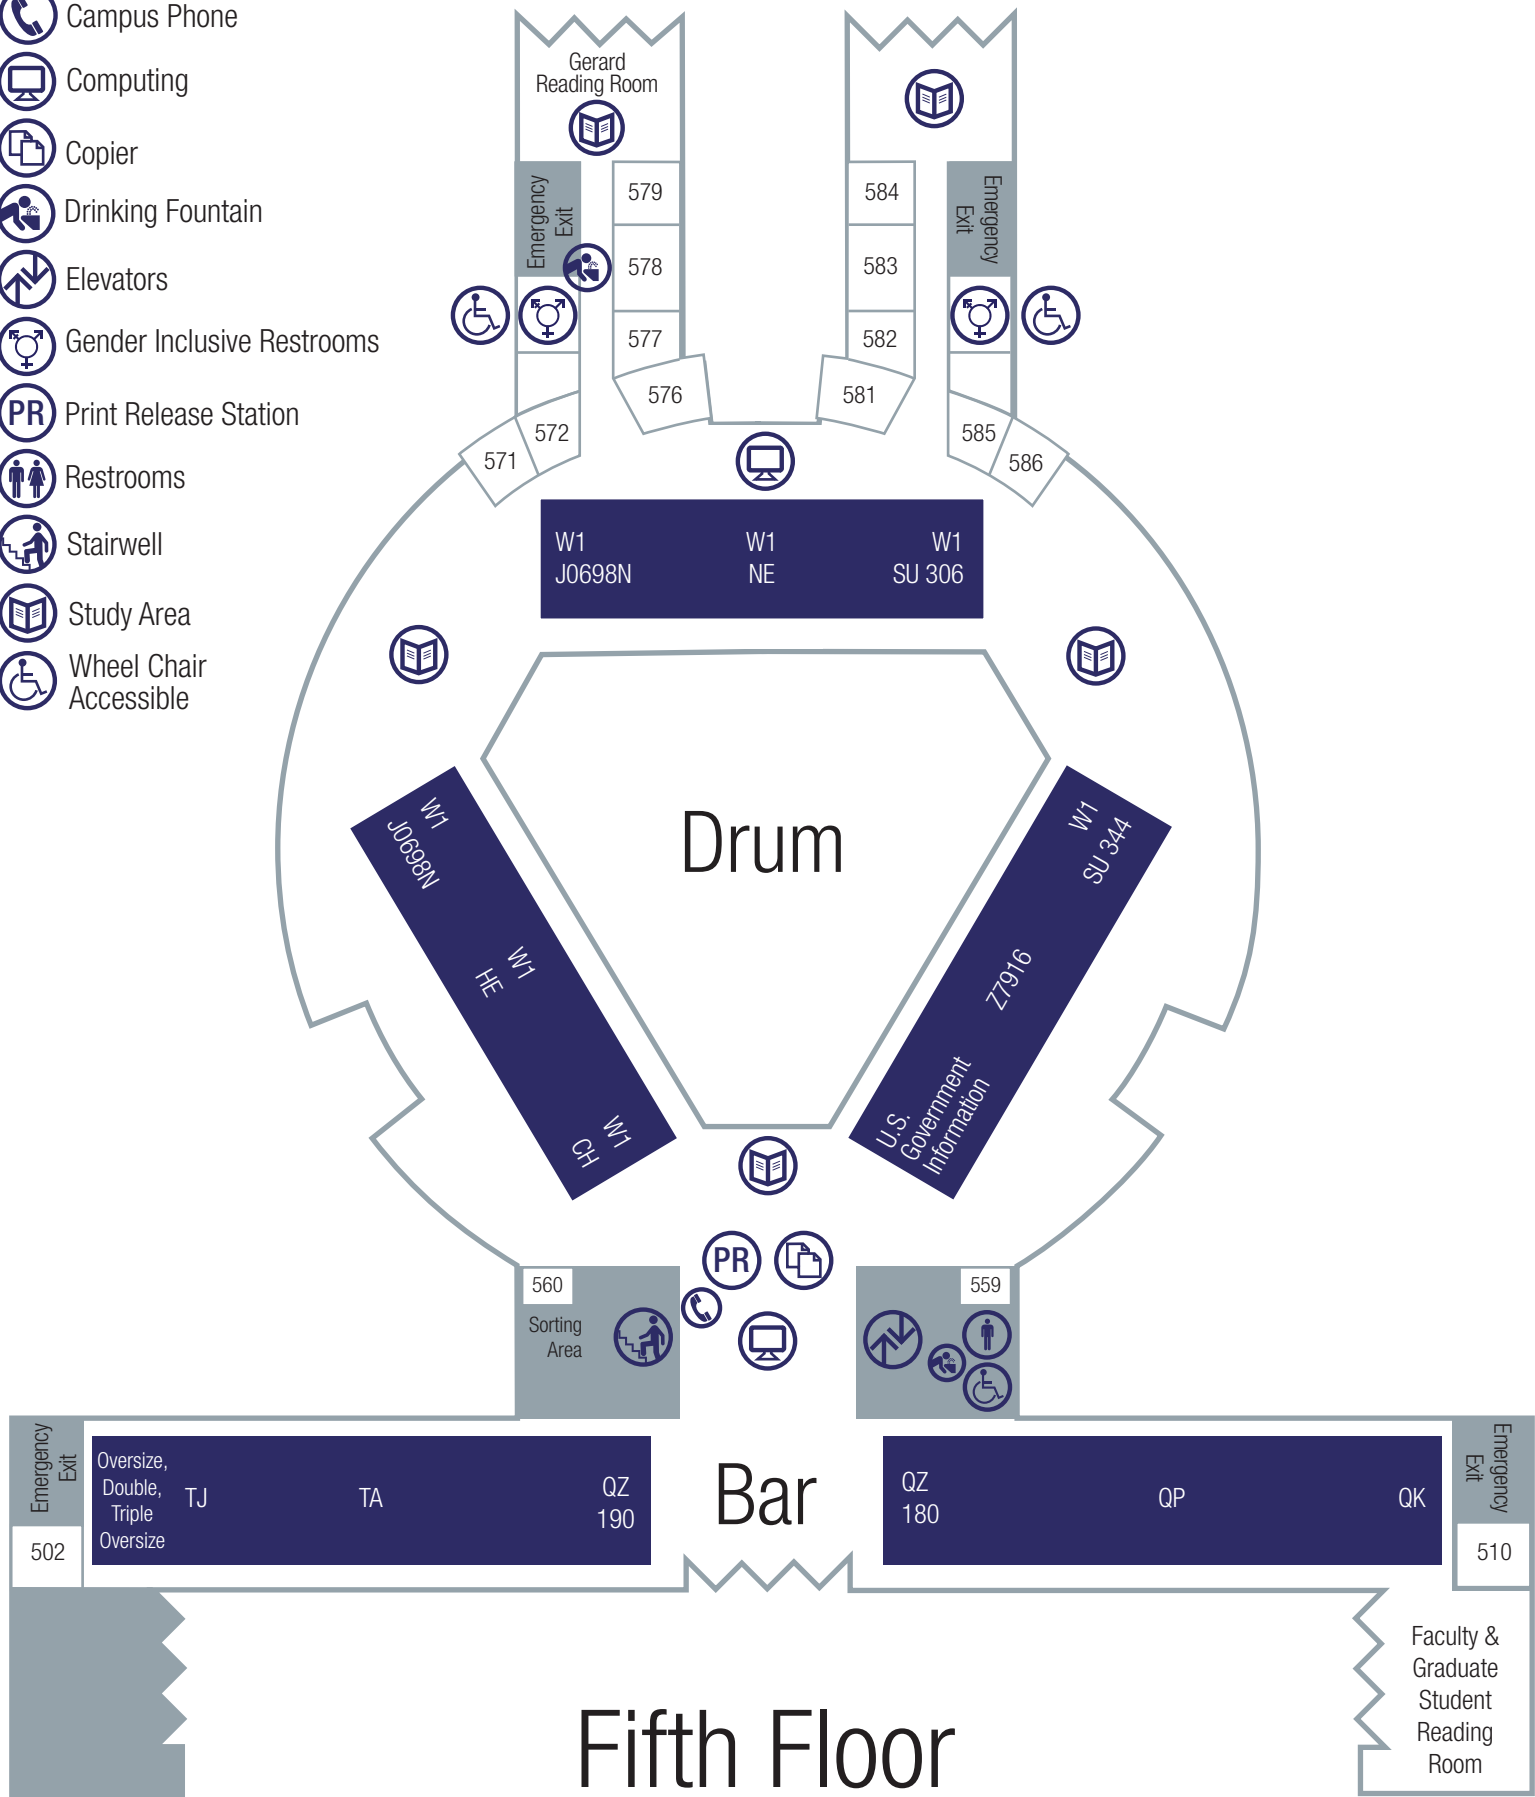 Campus Phone
Computing
Copier
Drinking Fountain
Elevators
Gender Inclusive Restrooms
PR
Print Release Station
Restrooms
Stairwell
Study Area
Wheel Chair
Accessible
Gerard
Reading Room
Emergency
Exit
579
578
577
576
572
571
584
583
582
581
Emergency
Exit
585
586
W1
J0698N
W1
NE
W1
SU 306
Drum
W1
J0698N
W1
HE
W1
CH
W1
SU 344
Z7916
U.S.
Government
Information
PR
560
Sorting
Area
559
Emergency
Exit
502
Oversize,
Double,
Triple
Oversize
TJ
TA
QZ
190
Bar
QZ
180
QP
QK
Emergency
Exit
510
Faculty &
Graduate
Student
Reading
Room
Fifth Floor